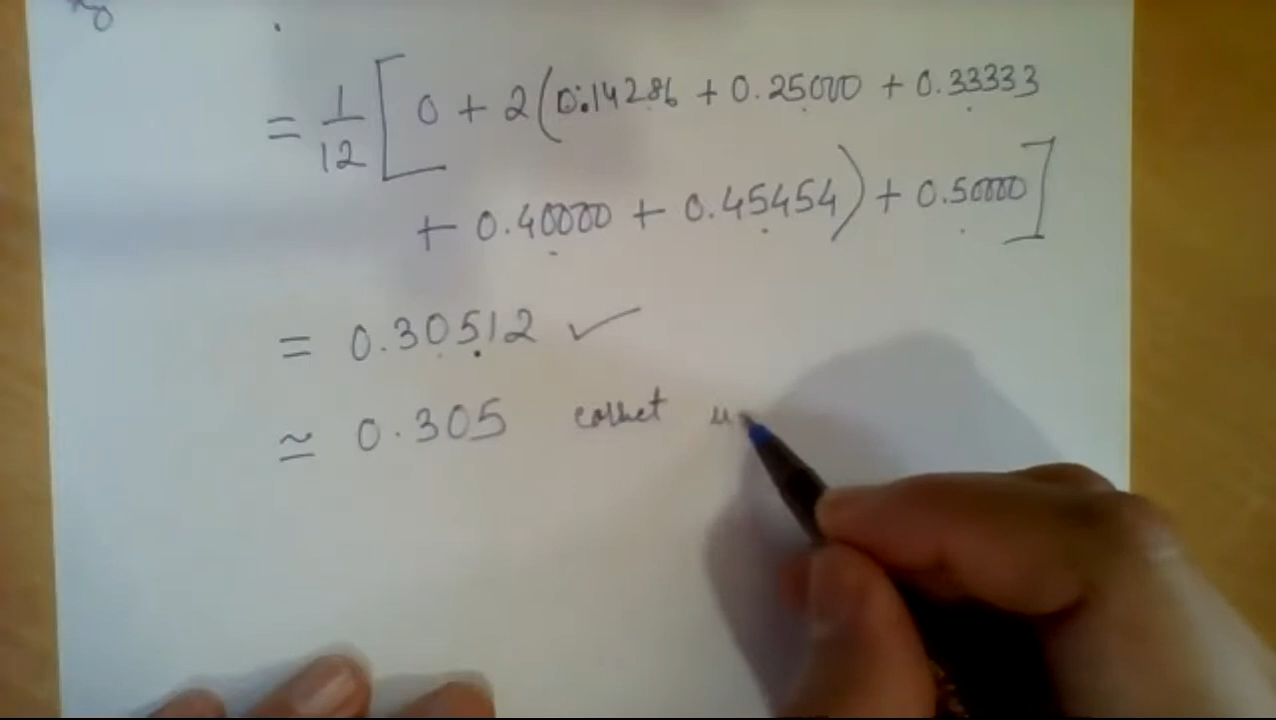 = 1/12 [ 0 + 2(0.14286 + 0.25000 + 0.33333
+ 0.40000 + 0.45454) + 0.50000]
= 0.30512 ✓
≃ 0.305 correct u